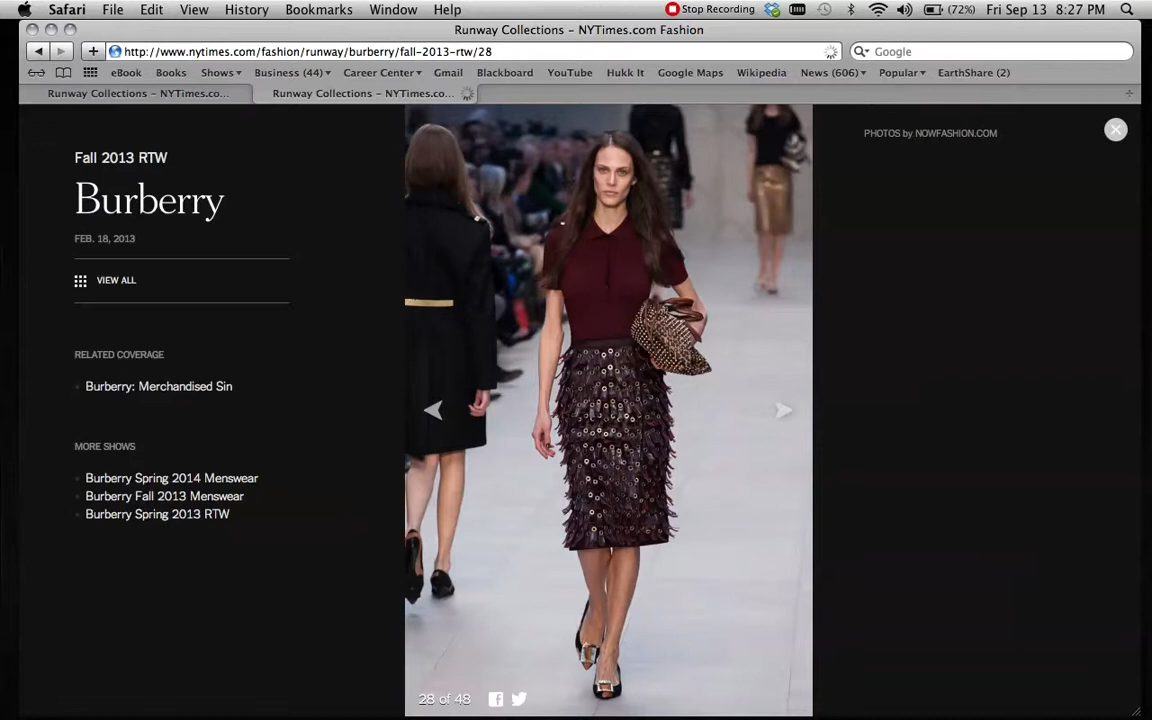 Safari File Edit View History Bookmarks Window Help Stop Recording (72%) Fri Sep 13 8:27 PM
Runway Collections – NYTimes.com Fashion
http://www.nytimes.com/fashion/runway/burberry/fall-2013-rtw/28 Google
eBook Books Shows Business (44) Career Center Gmail Blackboard YouTube Hukk It Google Maps Wikipedia News (606) Popular EarthShare (2)
Runway Collections – NYTimes.co... Runway Collections – NYTimes.co...
PHOTOS by NOWFASHION.COM
Fall 2013 RTW
Burberry
FEB. 18, 2013
VIEW ALL
RELATED COVERAGE
Burberry: Merchandised Sin
MORE SHOWS
Burberry Spring 2014 Menswear
Burberry Fall 2013 Menswear
Burberry Spring 2013 RTW
28 of 48